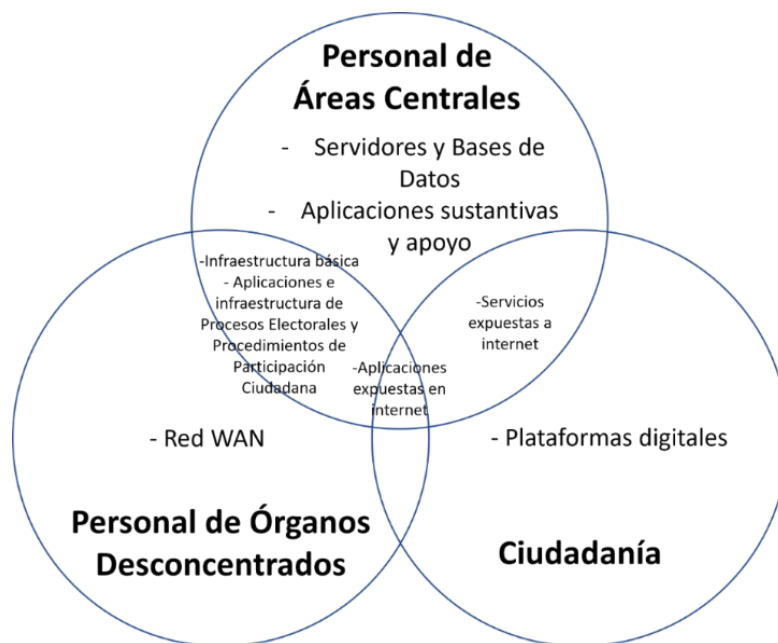 Personal de
Áreas Centrales
- Servidores y Bases de
Datos
- Aplicaciones sustantivas
y apoyo
-Infraestructura básica
- Aplicaciones e
infraestructura de
Procesos Electorales y
Procedimientos de
Participación
Ciudadana
-Servicios
expuestas a
internet
-Aplicaciones
expuestas en
internet
- Red WAN
- Plataformas digitales
Personal de Órganos
Desconcentrados
Ciudadanía